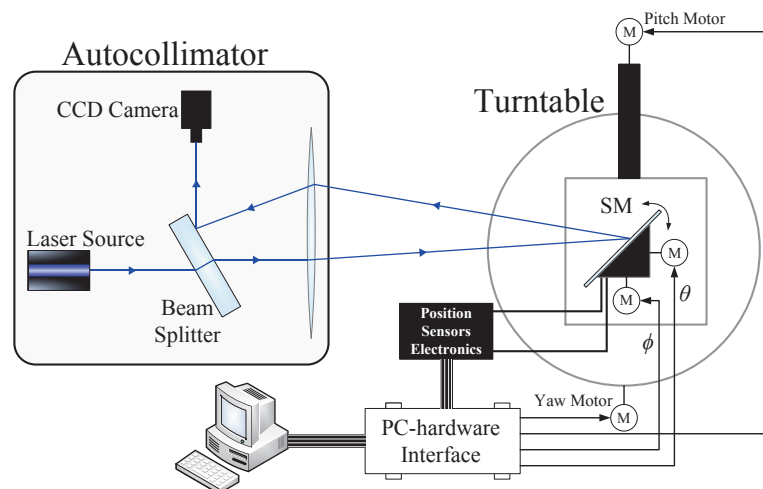 Pitch Motor
M
Autocollimator
CCD Camera
Turntable
SM
Laser Source
M
θ
M
Beam
Splitter
Position
Sensors
Electronics
ϕ
Yaw Motor
M
PC-hardware
Interface